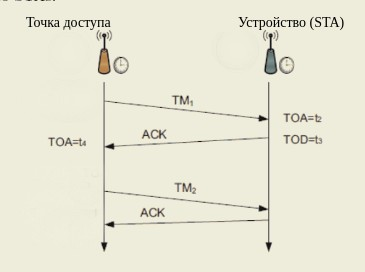 Точка доступа
Устройство (STA)
TM₁
TOA=t₂
ACK
TOD=t₃
TOA=t₄
TM₂
ACK